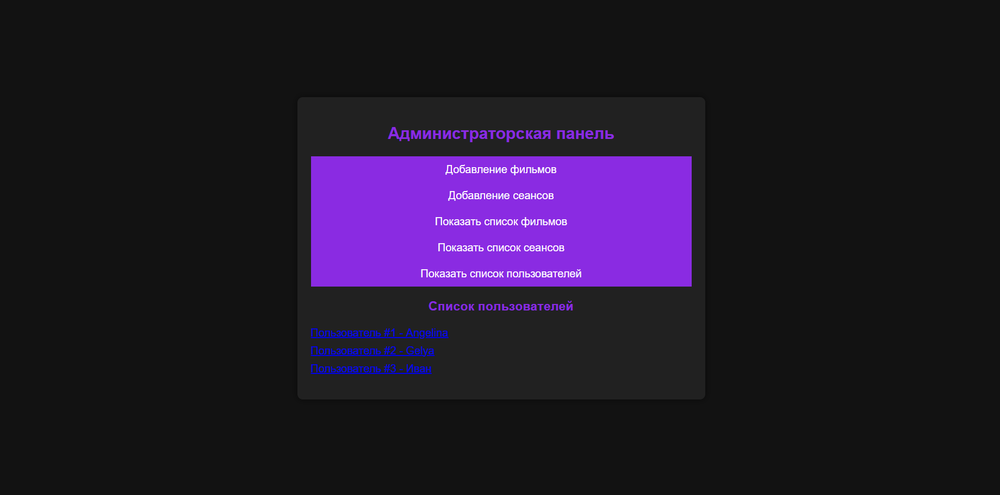 Администраторская панель
Добавление фильмов
Добавление сеансов
Показать список фильмов
Показать список сеансов
Показать список пользователей
Список пользователей
Пользователь #1 - Angelina
Пользователь #2 - Gelya
Пользователь #3 - Иван